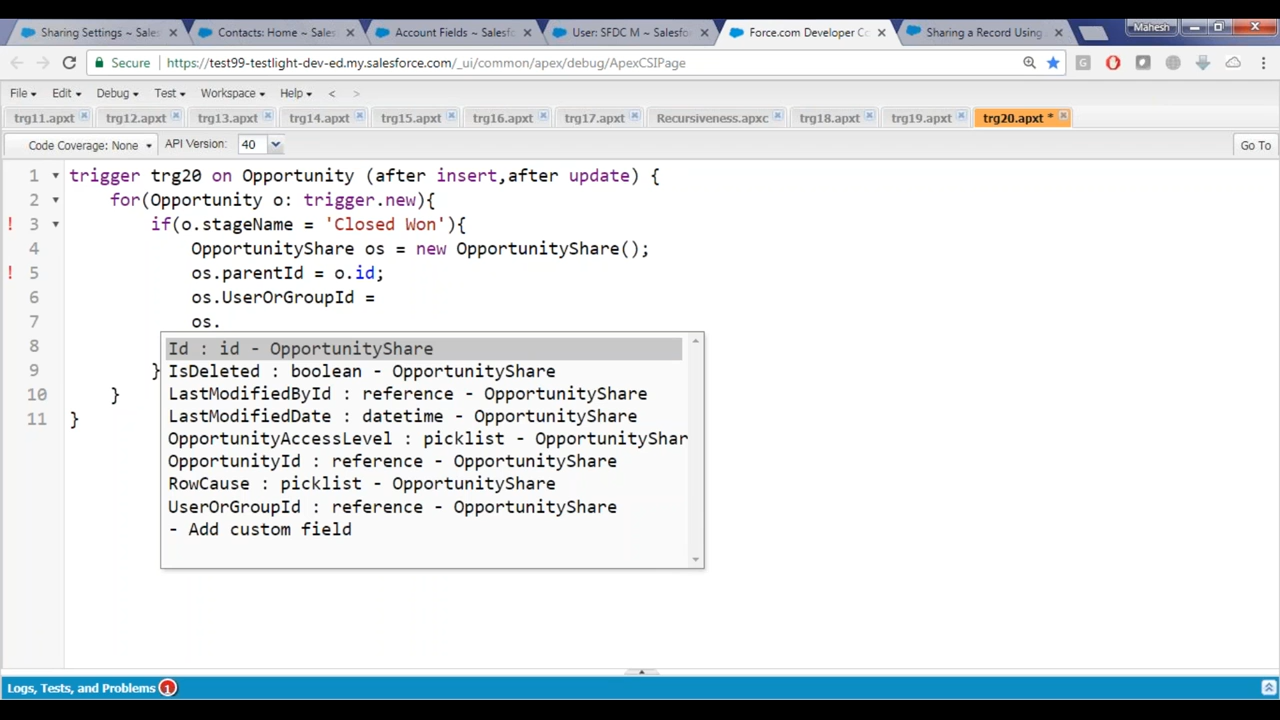 Sharing Settings ~ Sales
Contacts: Home ~ Sales
Account Fields ~ Salesf
User: SFDC M ~ Salesfo
Force.com Developer Co
Sharing a Record Using
Mahesh
Secure
https://test99-testlight-dev-ed.my.salesforce.com/_ui/common/apex/debug/ApexCSIPage
File Edit Debug Test Workspace Help < >
trg11.apxt trg12.apxt trg13.apxt trg14.apxt trg15.apxt trg16.apxt trg17.apxt Recursiveness.apxc trg18.apxt trg19.apxt trg20.apxt *
Code Coverage: None API Version: 40 Go To
1 trigger trg20 on Opportunity (after insert,after update) {
2 for(Opportunity o: trigger.new){
! 3 if(o.stageName = 'Closed Won'){
4 OpportunityShare os = new OpportunityShare();
! 5 os.parentId = o.id;
6 os.UserOrGroupId =
7 os.
8
9 }
10 }
11 }
Id : id - OpportunityShare
IsDeleted : boolean - OpportunityShare
LastModifiedById : reference - OpportunityShare
LastModifiedDate : datetime - OpportunityShare
OpportunityAccessLevel : picklist - OpportunityShar
OpportunityId : reference - OpportunityShare
RowCause : picklist - OpportunityShare
UserOrGroupId : reference - OpportunityShare
- Add custom field
Logs, Tests, and Problems 1